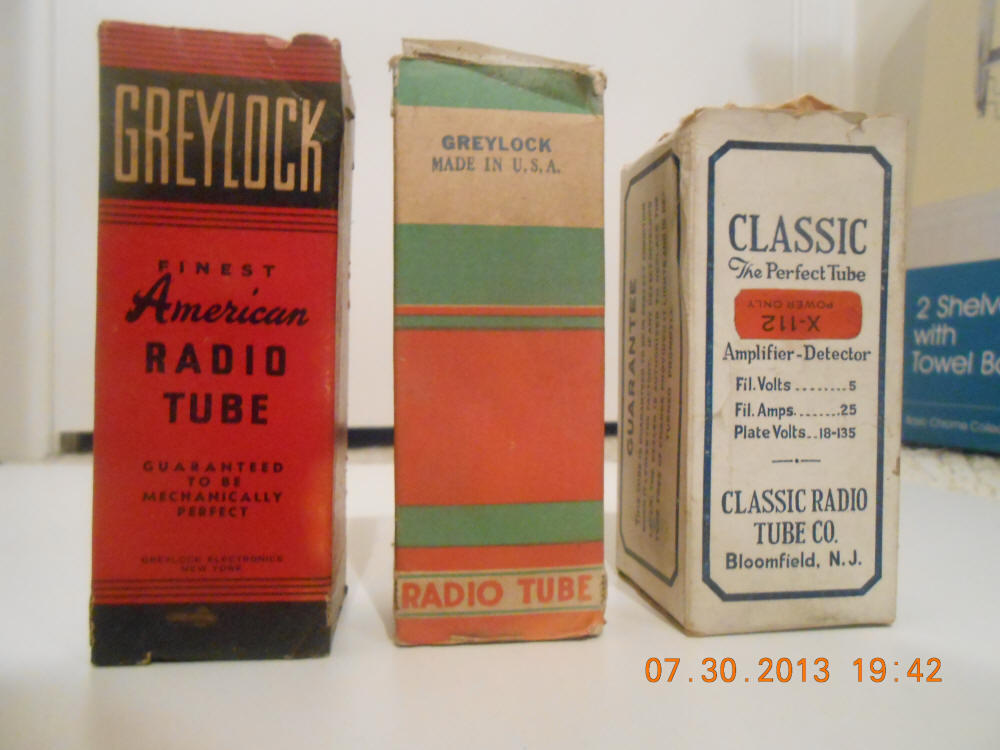 GREYLOCK
FINEST
American
RADIO
TUBE
GUARANTEED
TO BE
MECHANICALLY
PERFECT
GREYLOCK ELECTRONICS
NEW YORK
GREYLOCK
MADE IN U.S.A.
RADIO TUBE
GUARANTEE
CLASSIC
The Perfect Tube
X-112
POWER ONLY
Amplifier-Detector
Fil. Volts ........ 5
Fil. Amps. ....... .25
Plate Volts .. 18-135
CLASSIC RADIO
TUBE CO.
Bloomfield, N.J.
2 Shelv
with
Towel Ba
07.30.2013 19:42